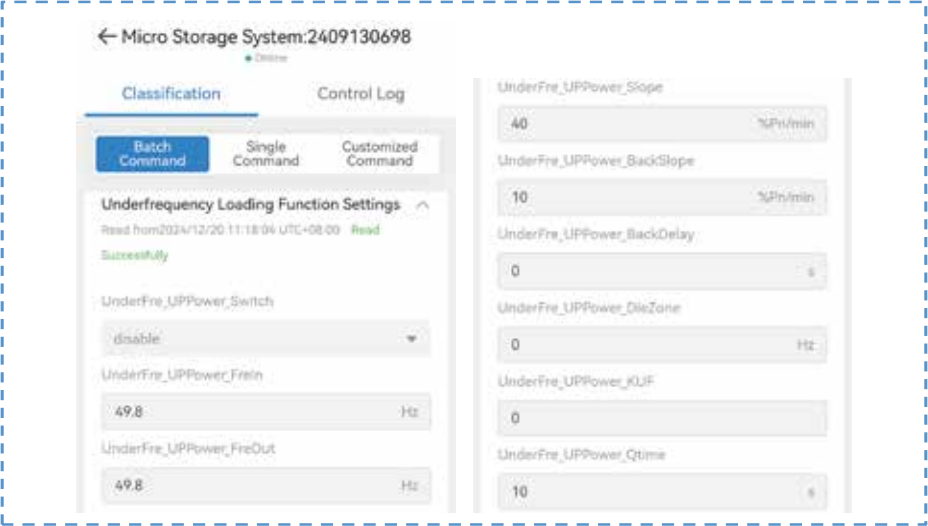 ← Micro Storage System:2409130698
Online
Classification
Control Log
Batch
Command
Single
Command
Customized
Command
Underfrequency Loading Function Settings
Read from2024/12/20 11:18:04 UTC+08:00 Read
Successfully
UnderFre_UPPower_Switch
disable
UnderFre_UPPower_FreIn
49.8 Hz
UnderFre_UPPower_FreOut
49.8 Hz
UnderFre_UPPower_Slope
40 %Pn/min
UnderFre_UPPower_BackSlope
10 %Pn/min
UnderFre_UPPower_BackDelay
0 s
UnderFre_UPPower_DieZone
0 Hz
UnderFre_UPPower_KUF
0
UnderFre_UPPower_Qtime
10 s